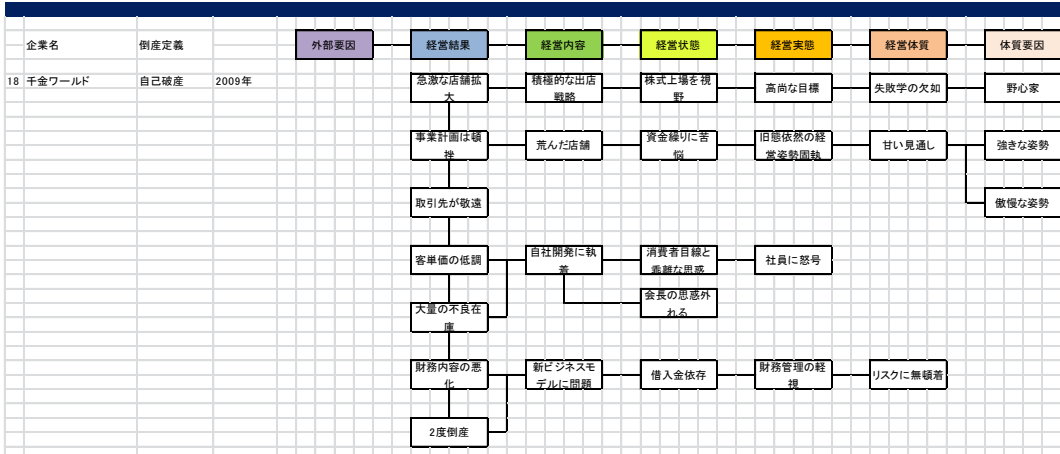 企業名 倒産定義 外部要因 経営結果 経営内容 経営状態 経営実態 経営体質 体質要因
18 千金ワールド 自己破産 2009年
急激な店舗拡
大
積極的な出店
戦略
株式上場を視
野
高尚な目標
失敗学の欠如
野心家
事業計画は頓
挫
荒んだ店舗
資金繰りに苦
悩
旧態依然の経
営姿勢固執
甘い見通し
強きな姿勢
取引先が敬遠
傲慢な姿勢
客単価の低調
自社開発に執
着
消費者目線と
乖離な思惑
社員に怒号
大量の不良在
庫
会長の思惑外
れる
財務内容の悪
化
新ビジネスモ
デルに問題
借入金依存
財務管理の軽
視
リスクに無頓着
2度倒産